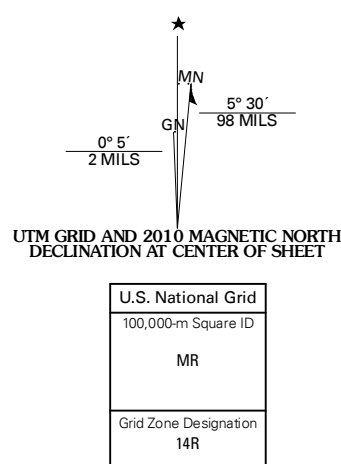 ★
MN
GN
5° 30´
98 MILS
0° 5´
2 MILS
UTM GRID AND 2010 MAGNETIC NORTH
DECLINATION AT CENTER OF SHEET
U.S. National Grid
100,000-m Square ID
MR
Grid Zone Designation
14R